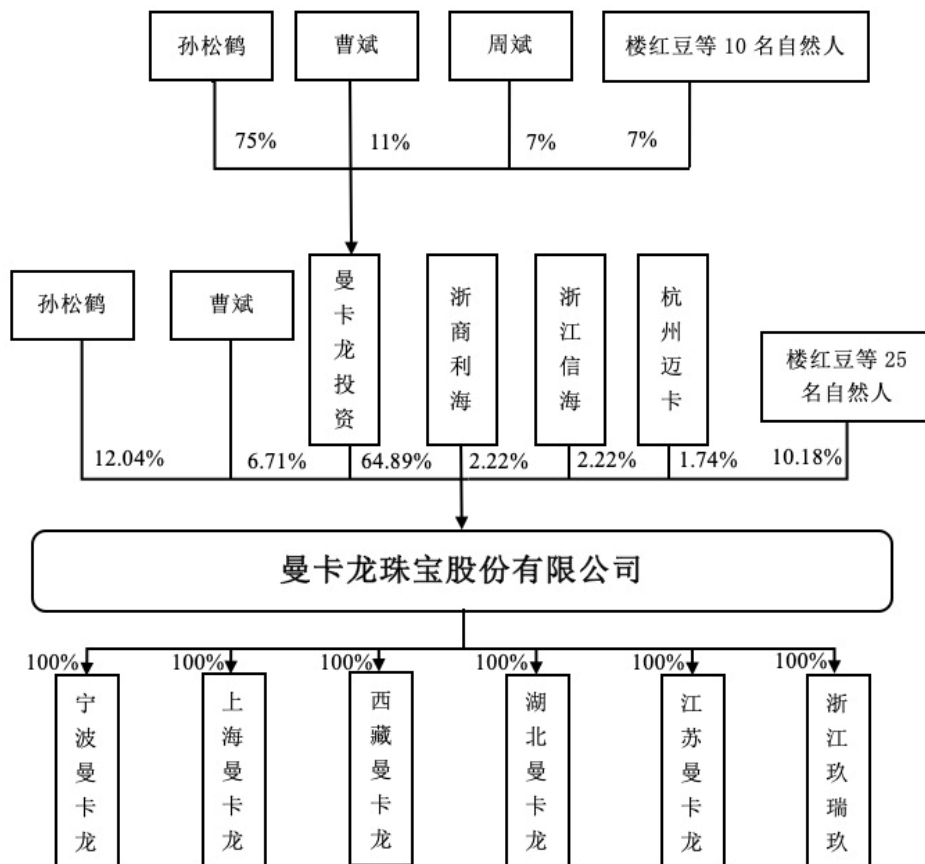 孙松鹤
曹斌
周斌
楼红豆等 10 名自然人
75%
11%
7%
7%
孙松鹤
曹斌
曼卡龙投资
浙商利海
浙江信海
杭州迈卡
楼红豆等 25
名自然人
12.04%
6.71%
64.89%
2.22%
2.22%
1.74%
10.18%
曼卡龙珠宝股份有限公司
100%
100%
100%
100%
100%
100%
宁波曼卡龙
上海曼卡龙
西藏曼卡龙
湖北曼卡龙
江苏曼卡龙
浙江玖瑞玖